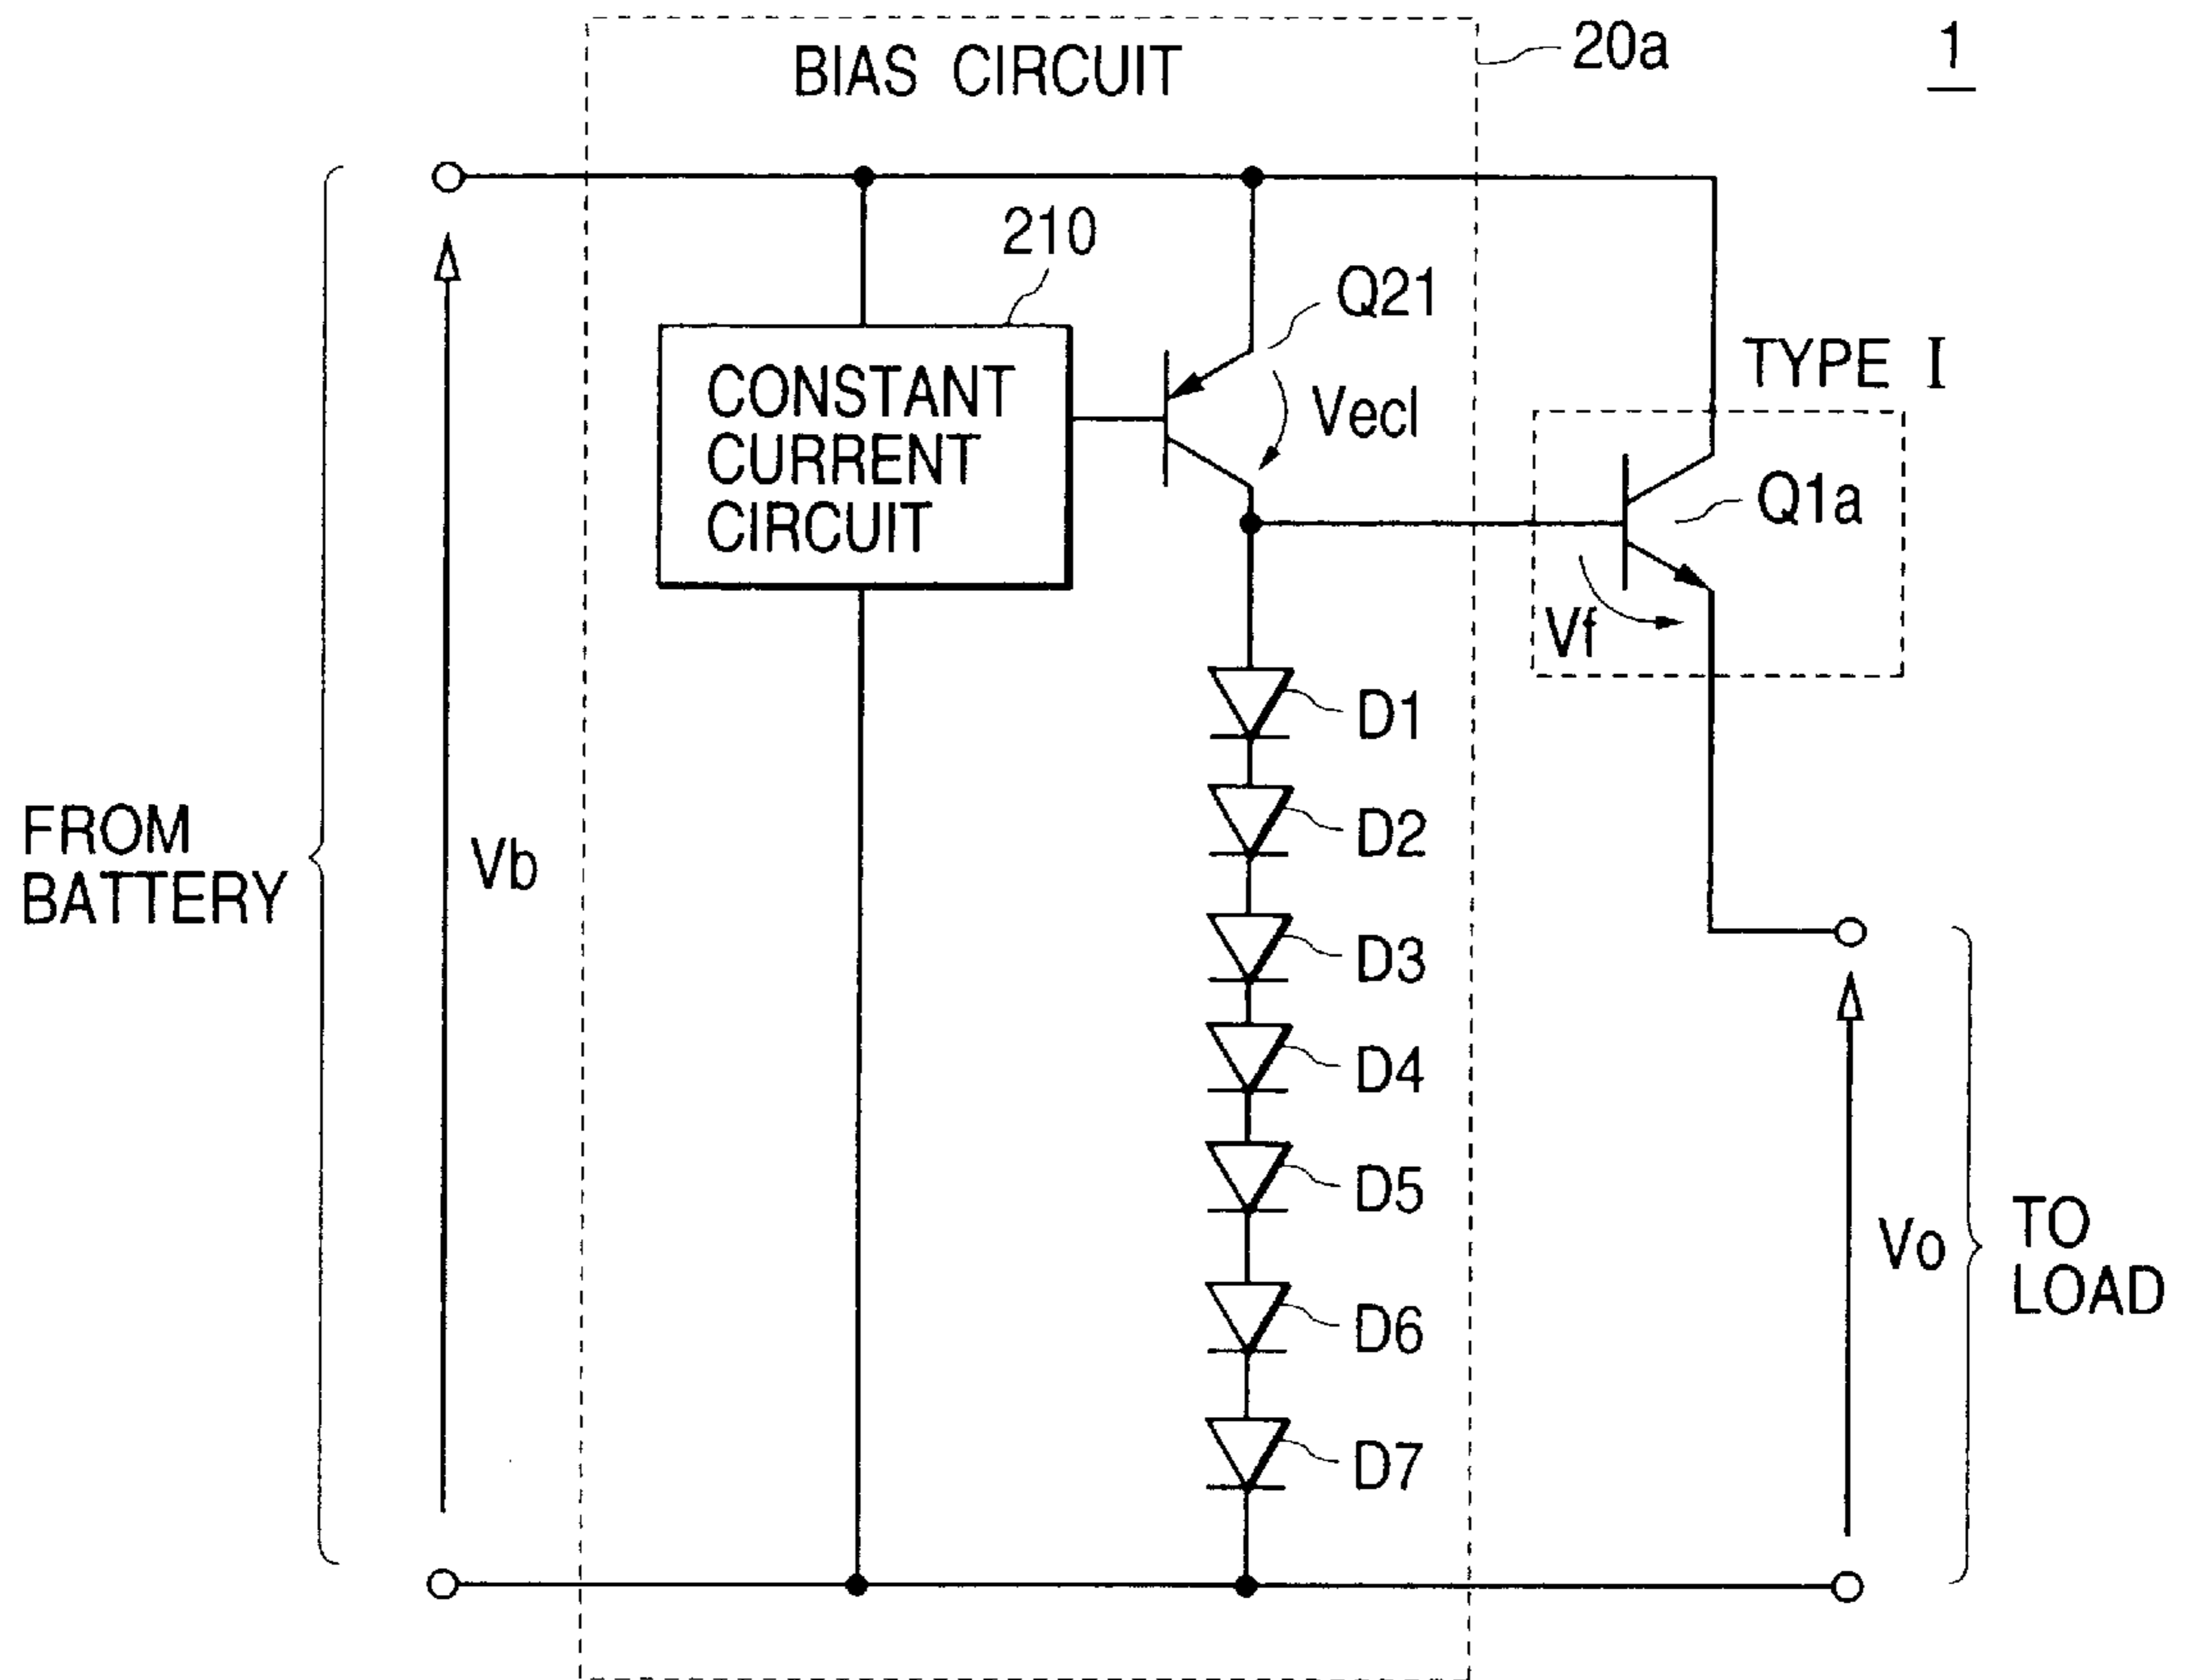 BIAS CIRCUIT
20a
1
210
Q21
CONSTANT
CURRENT
CIRCUIT
Vecl
TYPE I
Q1a
Vf
D1
D2
D3
D4
D5
D6
D7
FROM
BATTERY
Vb
Vo
TO
LOAD